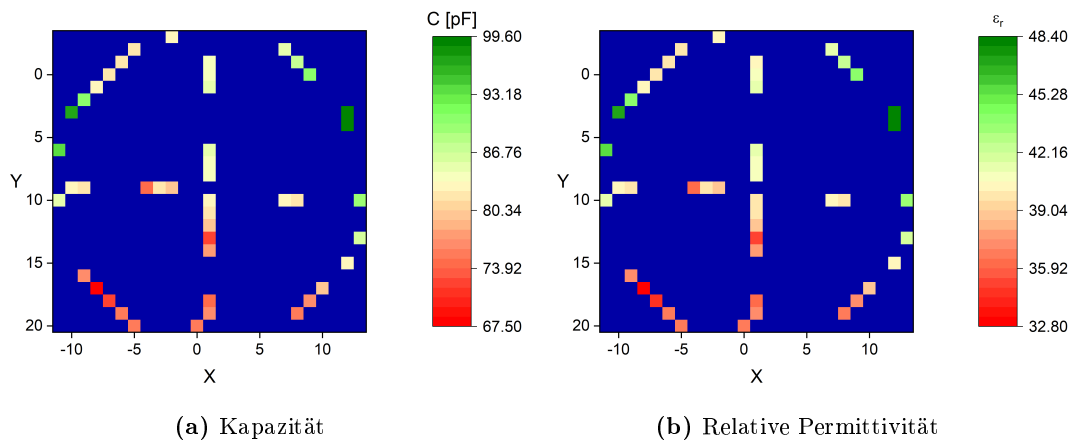 C [pF]
99.60
93.18
86.76
80.34
73.92
67.50
0
5
10
15
20
Y
-10 -5 0 5 10
X
(a) Kapazität
εr
48.40
45.28
42.16
39.04
35.92
32.80
0
5
10
15
20
Y
-10 -5 0 5 10
X
(b) Relative Permittivität